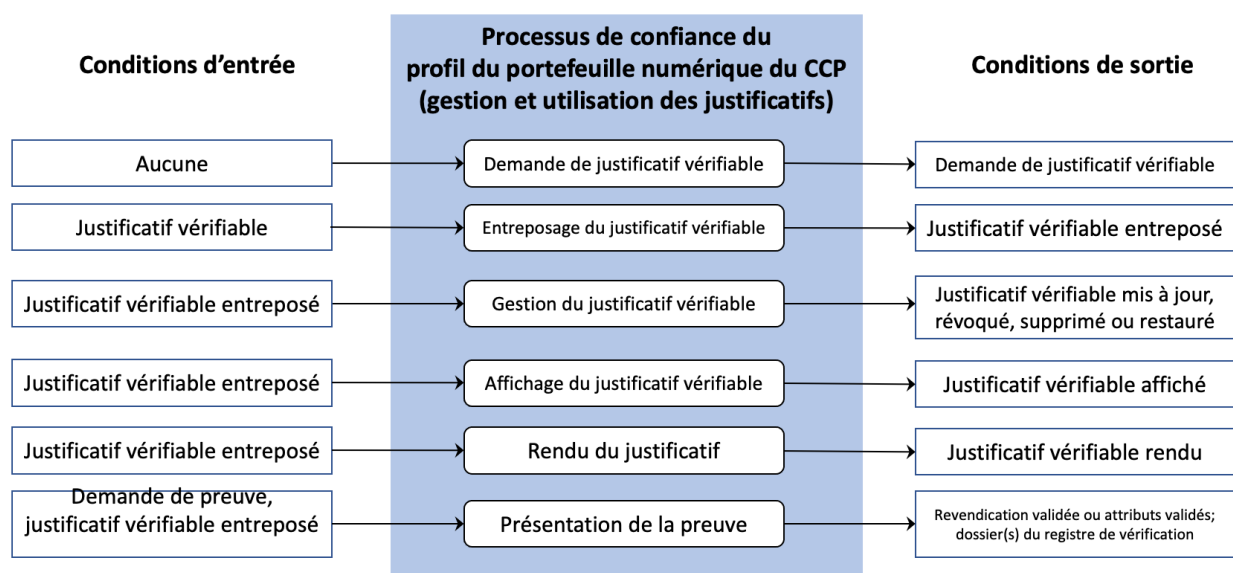 Conditions d’entrée
Processus de confiance du
profil du portefeuille numérique du CCP
(gestion et utilisation des justificatifs)
Conditions de sortie
Aucune
Demande de justificatif vérifiable
Demande de justificatif vérifiable
Justificatif vérifiable
Entreposage du justificatif vérifiable
Justificatif vérifiable entreposé
Justificatif vérifiable entreposé
Gestion du justificatif vérifiable
Justificatif vérifiable mis à jour,
révoqué, supprimé ou restauré
Justificatif vérifiable entreposé
Affichage du justificatif vérifiable
Justificatif vérifiable affiché
Justificatif vérifiable entreposé
Rendu du justificatif
Justificatif vérifiable rendu
Demande de preuve,
justificatif vérifiable entreposé
Présentation de la preuve
Revendication validée ou attributs validés;
dossier(s) du registre de vérification